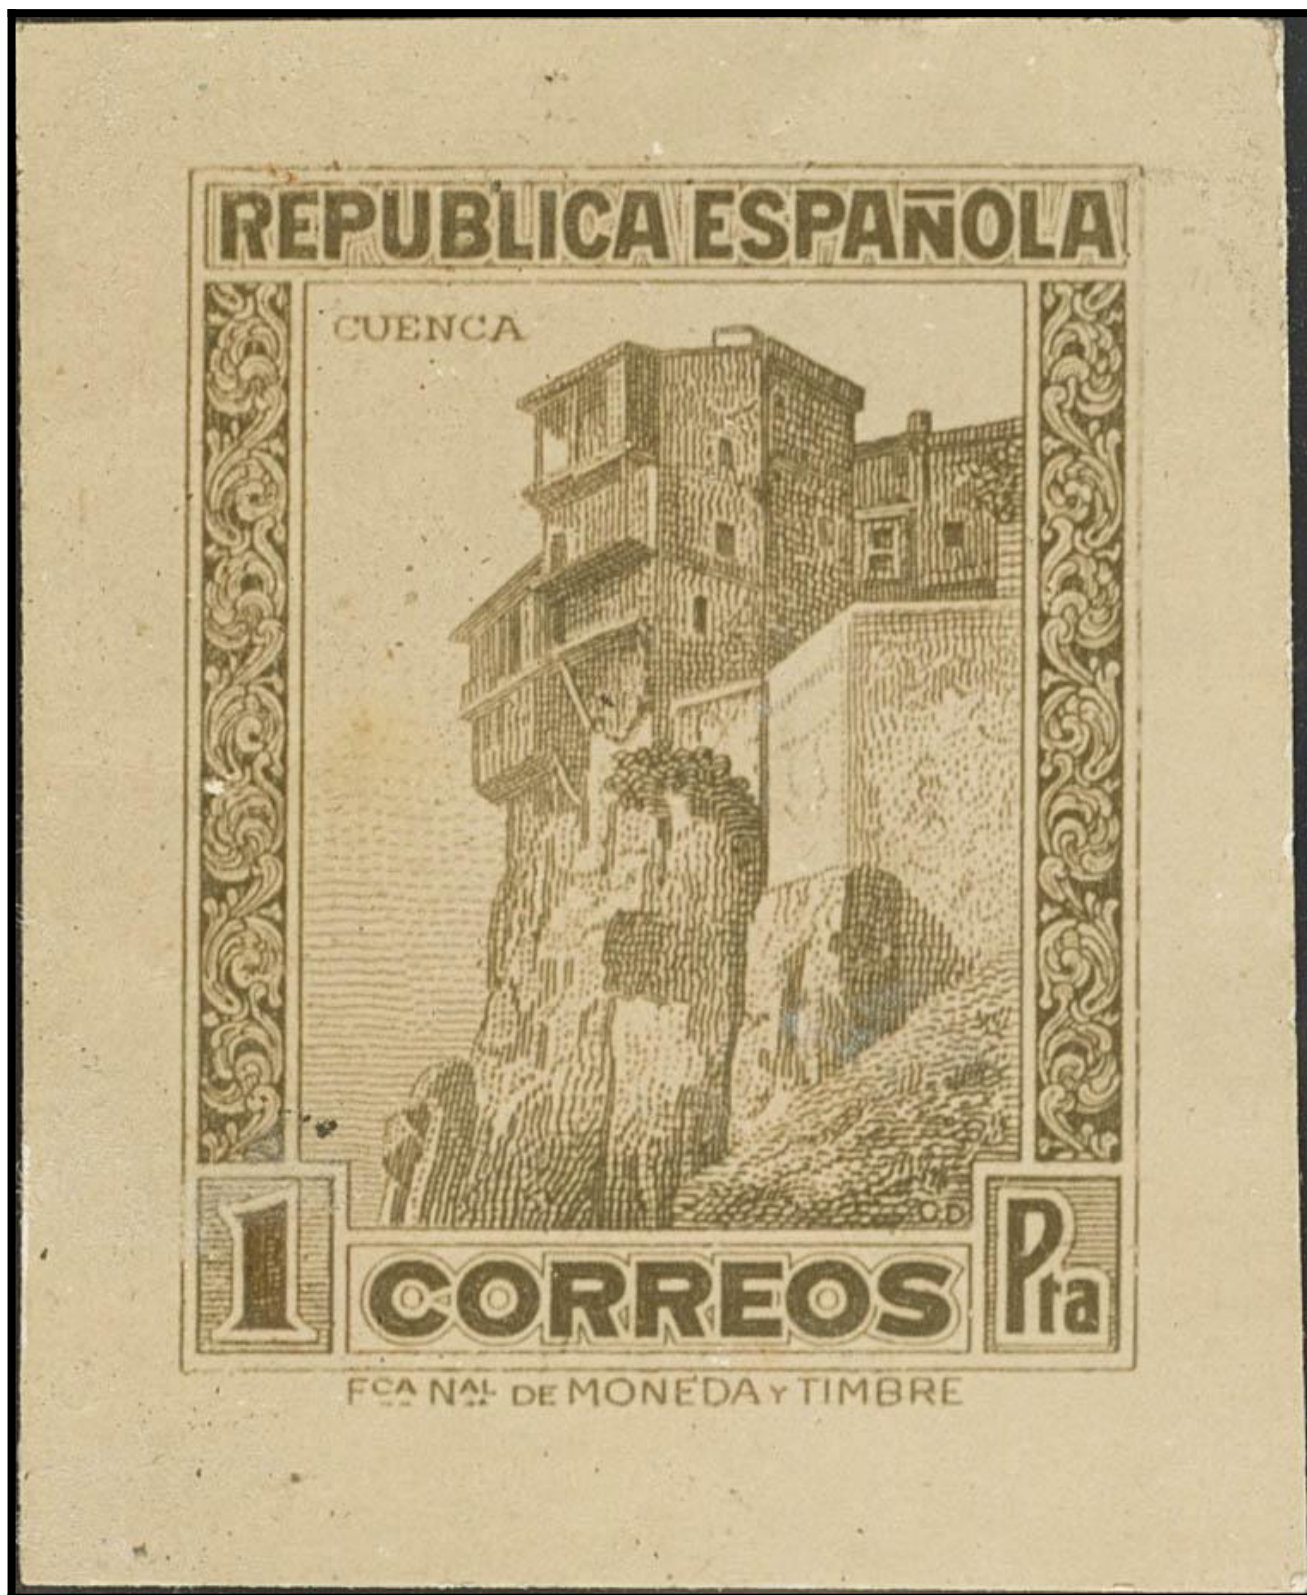 REPUBLICA ESPAÑOLA
CUENCA
C.D.
1 CORREOS Pta
FCA NAL DE MONEDA Y TIMBRE